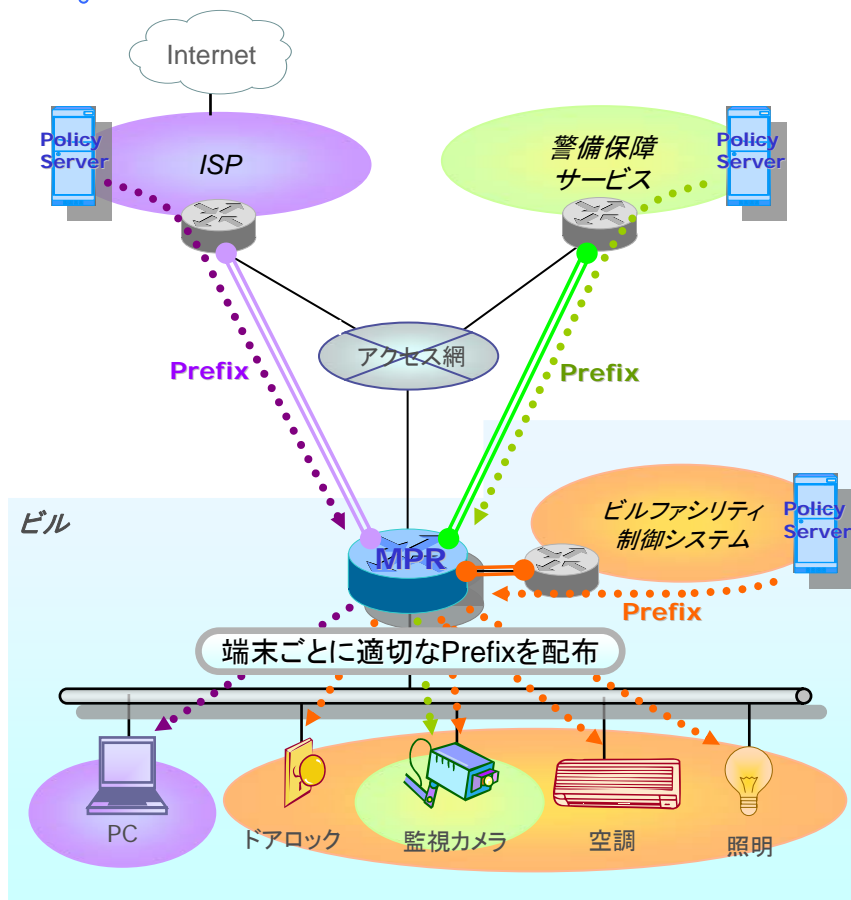 Internet
Policy
Server
ISP
警備保障
サービス
Policy
Server
アクセス網
Prefix
Prefix
ビル
ビルファシリティ
制御システム
Policy
Server
MPR
Prefix
端末ごとに適切なPrefixを配布
PC
ドアロック
監視カメラ
空調
照明